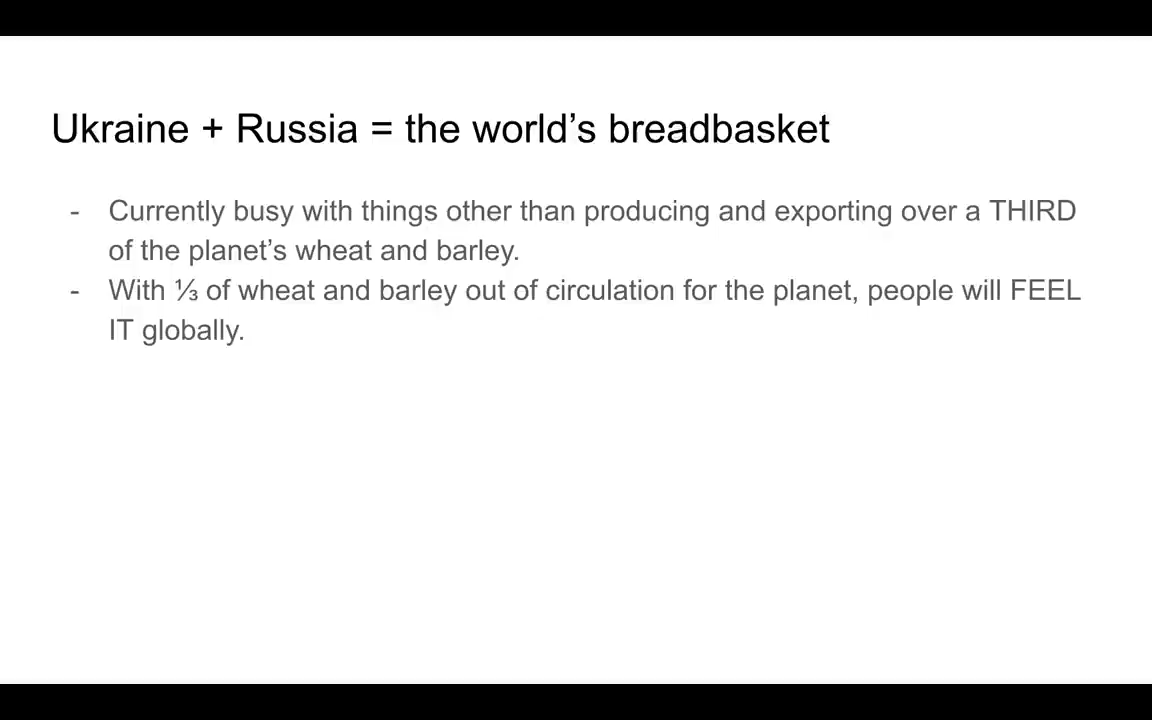 Ukraine + Russia = the world’s breadbasket
- Currently busy with things other than producing and exporting over a THIRD
of the planet’s wheat and barley.
- With ⅓ of wheat and barley out of circulation for the planet, people will FEEL
IT globally.